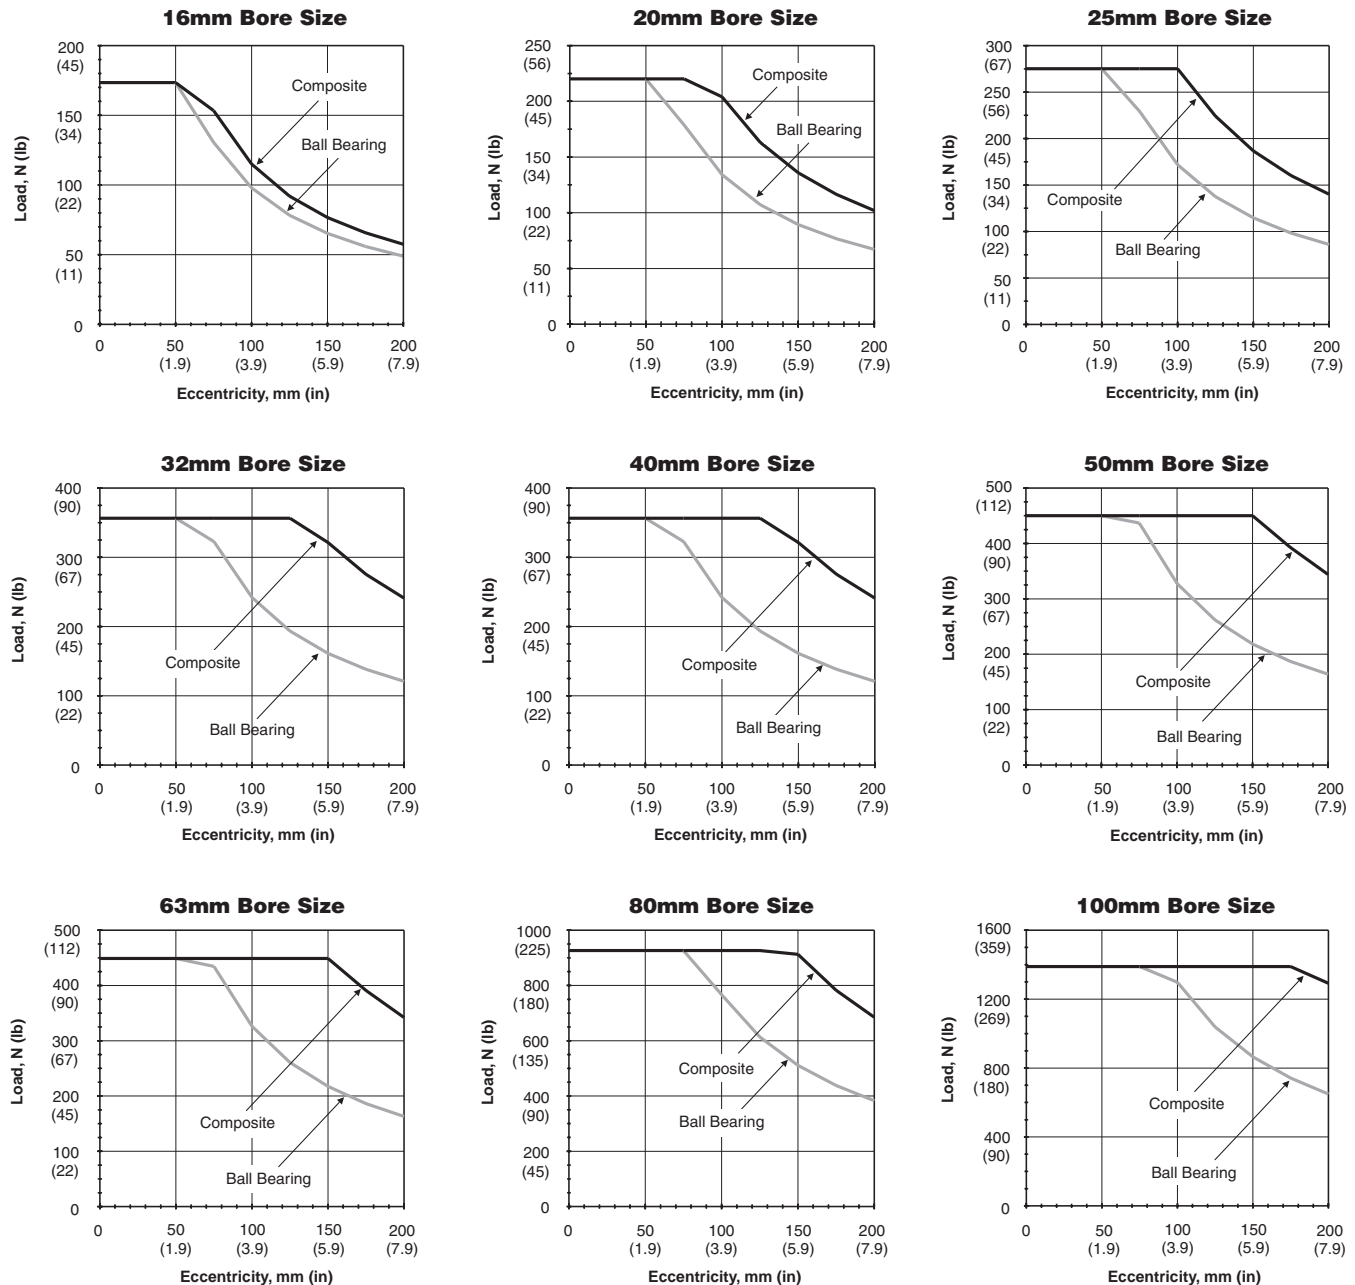 16mm Bore Size
Load, N (lb)
200
(45)
150
(34)
100
(22)
50
(11)
0
Composite
Ball Bearing
0 50 100 150 200
(1.9) (3.9) (5.9) (7.9)
Eccentricity, mm (in)
20mm Bore Size
Load, N (lb)
250
(56)
200
(45)
150
(34)
100
(22)
50
(11)
0
Composite
Ball Bearing
0 50 100 150 200
(1.9) (3.9) (5.9) (7.9)
Eccentricity, mm (in)
25mm Bore Size
Load, N (lb)
300
(67)
250
(56)
200
(45)
150
(34)
100
(22)
50
(11)
0
Composite
Ball Bearing
0 50 100 150 200
(1.9) (3.9) (5.9) (7.9)
Eccentricity, mm (in)
32mm Bore Size
Load, N (lb)
400
(90)
300
(67)
200
(45)
100
(22)
0
Composite
Ball Bearing
0 50 100 150 200
(1.9) (3.9) (5.9) (7.9)
Eccentricity, mm (in)
40mm Bore Size
Load, N (lb)
400
(90)
300
(67)
200
(45)
100
(22)
0
Composite
Ball Bearing
0 50 100 150 200
(1.9) (3.9) (5.9) (7.9)
Eccentricity, mm (in)
50mm Bore Size
Load, N (lb)
500
(112)
400
(90)
300
(67)
200
(45)
100
(22)
0
Composite
Ball Bearing
0 50 100 150 200
(1.9) (3.9) (5.9) (7.9)
Eccentricity, mm (in)
63mm Bore Size
Load, N (lb)
500
(112)
400
(90)
300
(67)
200
(45)
100
(22)
0
Composite
Ball Bearing
0 50 100 150 200
(1.9) (3.9) (5.9) (7.9)
Eccentricity, mm (in)
80mm Bore Size
Load, N (lb)
1000
(225)
800
(180)
600
(135)
400
(90)
200
(45)
0
Composite
Ball Bearing
0 50 100 150 200
(1.9) (3.9) (5.9) (7.9)
Eccentricity, mm (in)
100mm Bore Size
Load, N (lb)
1600
(359)
1200
(269)
800
(180)
400
(90)
0
Composite
Ball Bearing
0 50 100 150 200
(1.9) (3.9) (5.9) (7.9)
Eccentricity, mm (in)